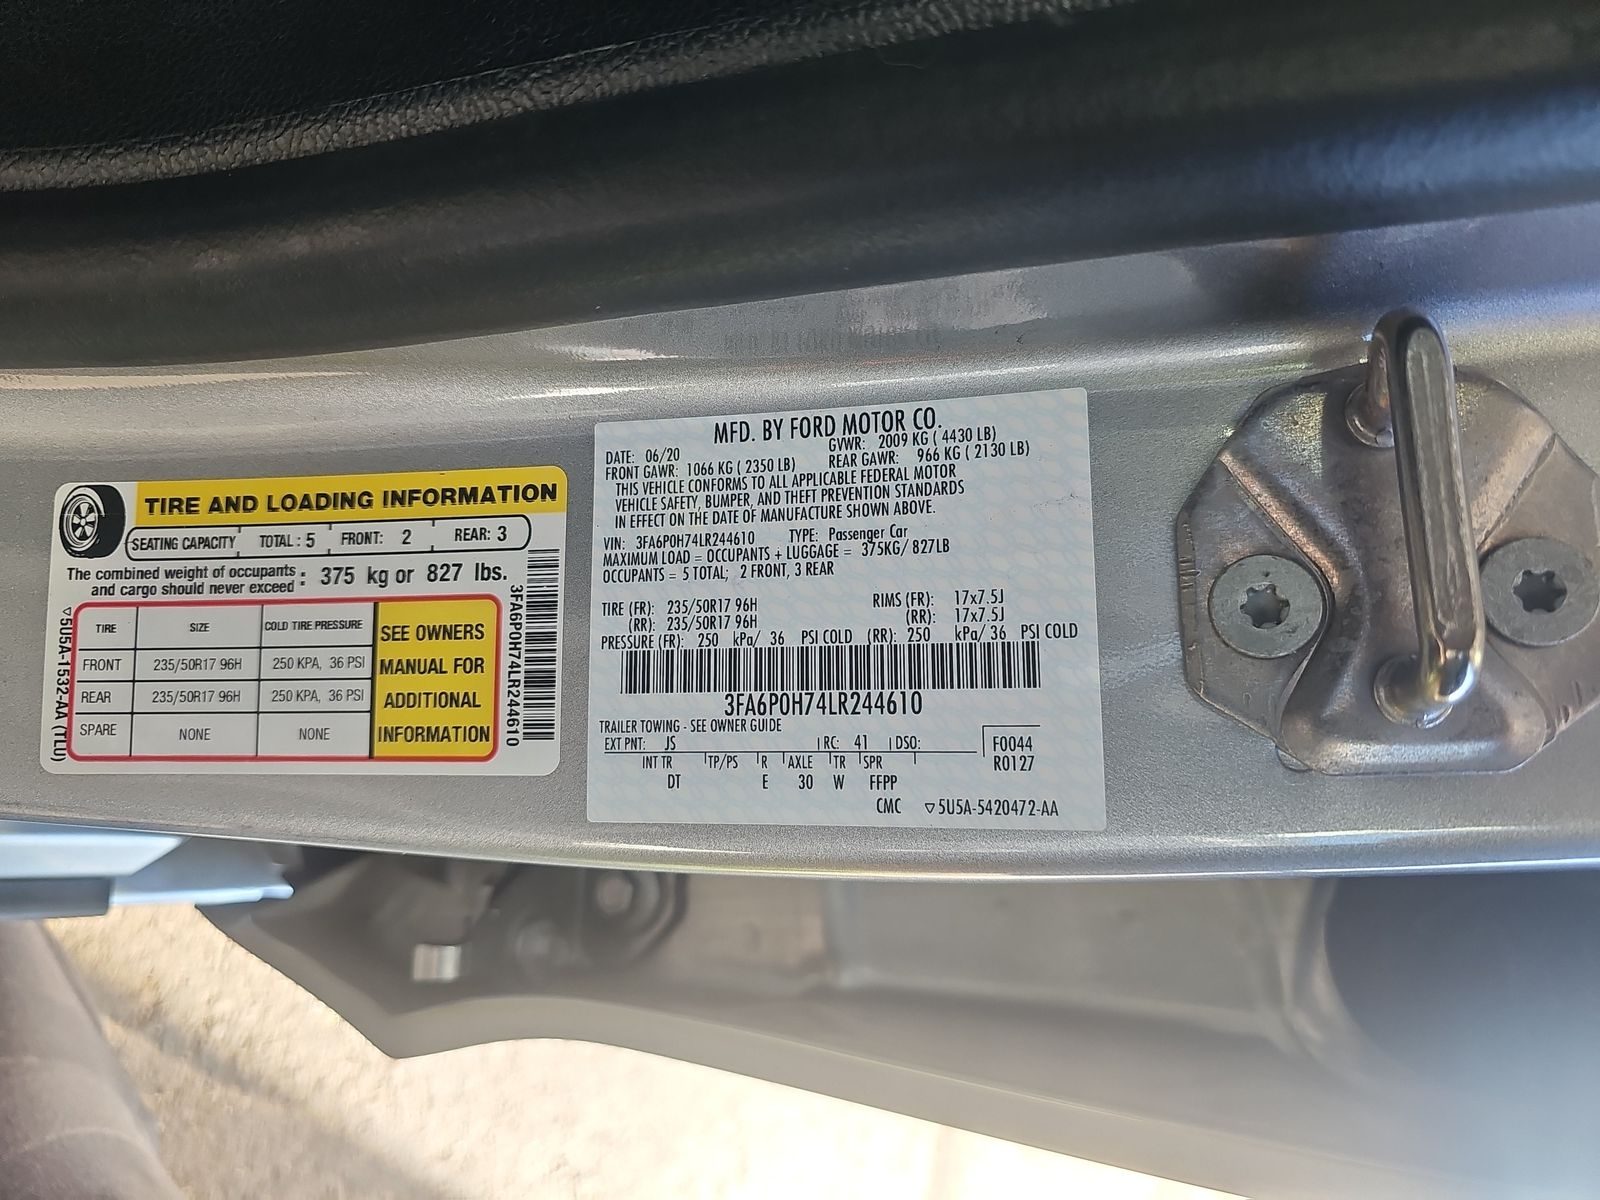 TIRE AND LOADING INFORMATION
SEATING CAPACITY TOTAL : 5 FRONT: 2 REAR: 3
The combined weight of occupants and cargo should never exceed : 375 kg or 827 lbs.
TIRE SIZE COLD TIRE PRESSURE
FRONT 235/50R17 96H 250 KPA, 36 PSI
REAR 235/50R17 96H 250 KPA, 36 PSI
SPARE NONE NONE
SEE OWNERS
MANUAL FOR
ADDITIONAL
INFORMATION
3FA6P0H74LR244610
▽5U5A-1532-AA (TLU)
MFD. BY FORD MOTOR CO.
DATE: 06/20 GVWR: 2009 KG ( 4430 LB)
FRONT GAWR: 1066 KG ( 2350 LB) REAR GAWR: 966 KG ( 2130 LB)
THIS VEHICLE CONFORMS TO ALL APPLICABLE FEDERAL MOTOR
VEHICLE SAFETY, BUMPER, AND THEFT PREVENTION STANDARDS
IN EFFECT ON THE DATE OF MANUFACTURE SHOWN ABOVE.
VIN: 3FA6P0H74LR244610 TYPE: Passenger Car
MAXIMUM LOAD = OCCUPANTS + LUGGAGE = 375KG/ 827LB
OCCUPANTS = 5 TOTAL; 2 FRONT, 3 REAR
TIRE (FR): 235/50R17 96H RIMS (FR): 17x7.5J
(RR): 235/50R17 96H (RR): 17x7.5J
PRESSURE (FR): 250 kPa/ 36 PSI COLD (RR): 250 kPa/ 36 PSI COLD
3FA6P0H74LR244610
TRAILER TOWING - SEE OWNER GUIDE
EXT PNT: JS RC: 41 DSO: F0044
INT TR TP/PS R AXLE TR SPR R0127
DT E 30 W FFPP
CMC ▽5U5A-5420472-AA